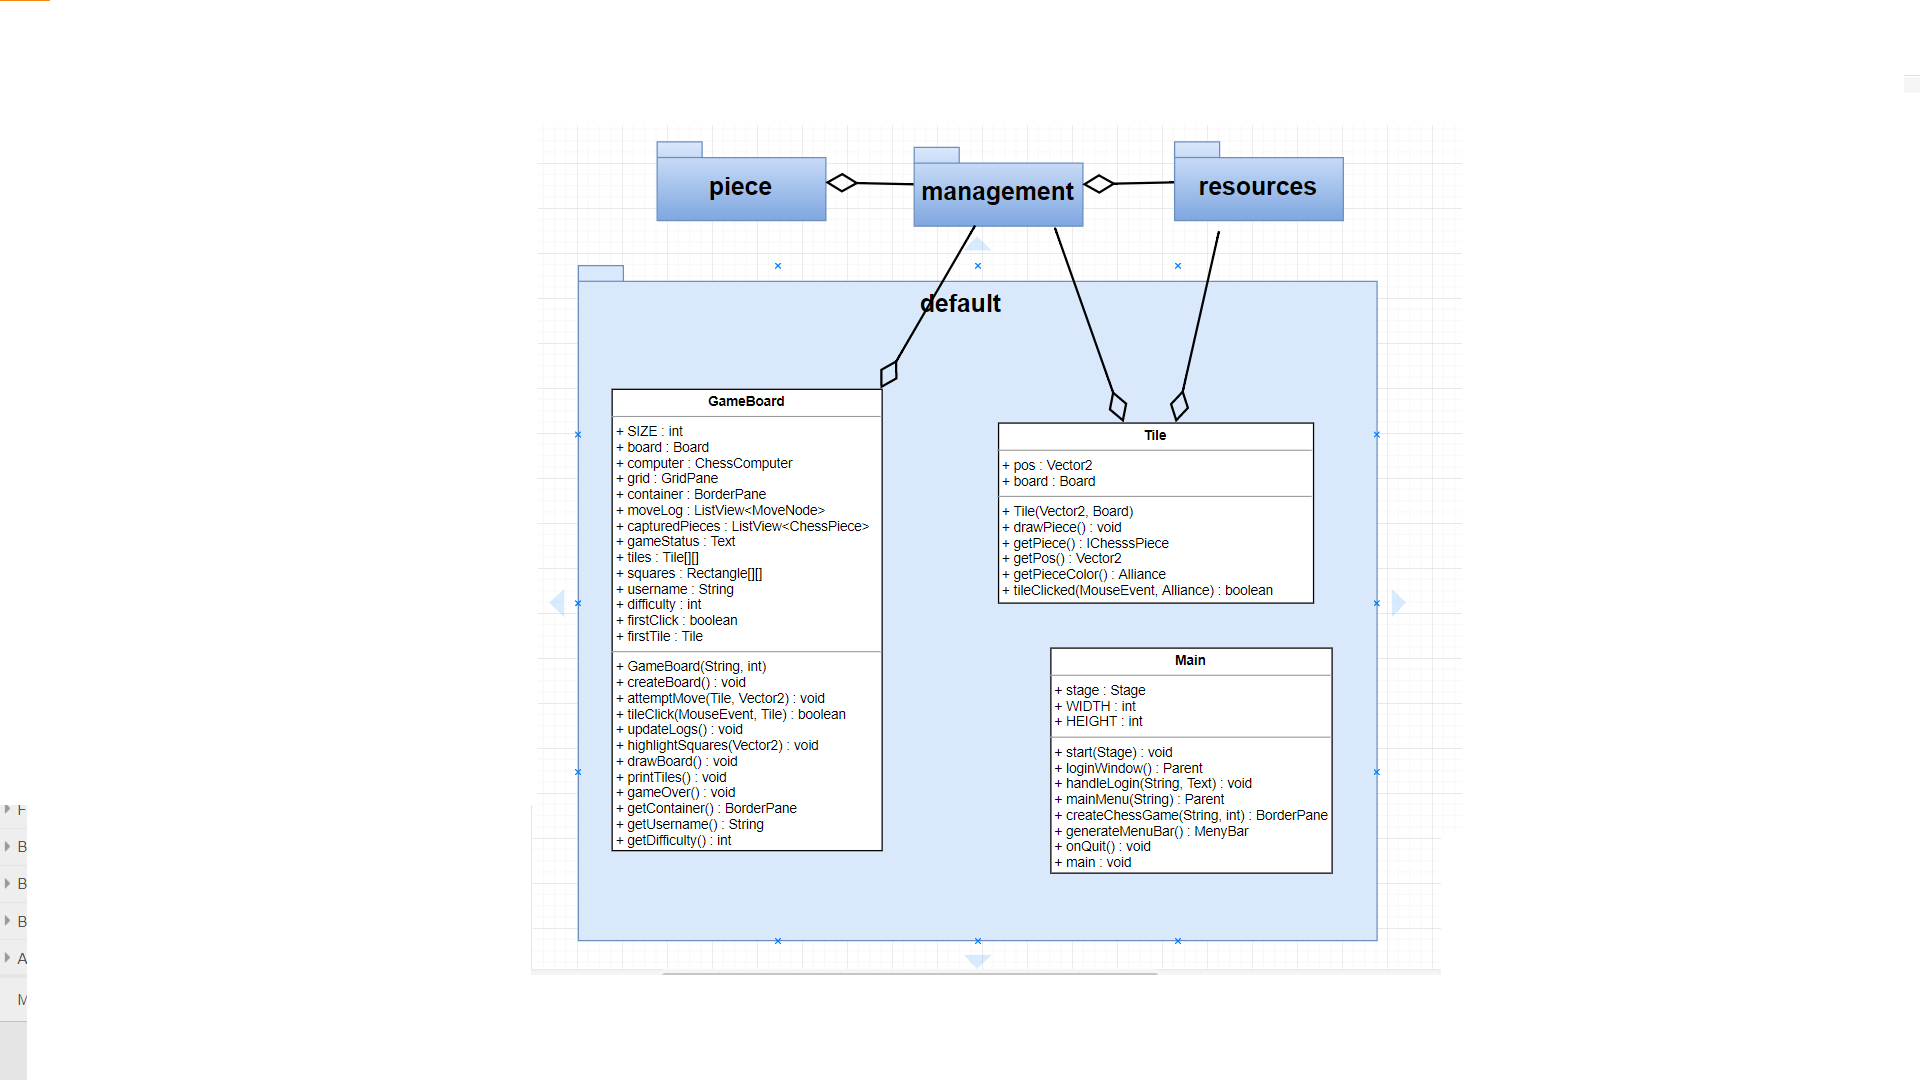 piece
management
resources
default
GameBoard
+ SIZE : int
+ board : Board
+ computer : ChessComputer
+ grid : GridPane
+ container : BorderPane
+ moveLog : ListView<MoveNode>
+ capturedPieces : ListView<ChessPiece>
+ gameStatus : Text
+ tiles : Tile[][]
+ squares : Rectangle[][]
+ username : String
+ difficulty : int
+ firstClick : boolean
+ firstTile : Tile
+ GameBoard(String, int)
+ createBoard() : void
+ attemptMove(Tile, Vector2) : void
+ tileClick(MouseEvent, Tile) : boolean
+ updateLogs() : void
+ highlightSquares(Vector2) : void
+ drawBoard() : void
+ printTiles() : void
+ gameOver() : void
+ getContainer() : BorderPane
+ getUsername() : String
+ getDifficulty() : int
Tile
+ pos : Vector2
+ board : Board
+ Tile(Vector2, Board)
+ drawPiece() : void
+ getPiece() : IChesssPiece
+ getPos() : Vector2
+ getPieceColor() : Alliance
+ tileClicked(MouseEvent, Alliance) : boolean
Main
+ stage : Stage
+ WIDTH : int
+ HEIGHT : int
+ start(Stage) : void
+ loginWindow() : Parent
+ handleLogin(String, Text) : void
+ mainMenu(String) : Parent
+ createChessGame(String, int) : BorderPane
+ generateMenuBar() : MenyBar
+ onQuit() : void
+ main : void
B
B
B
A